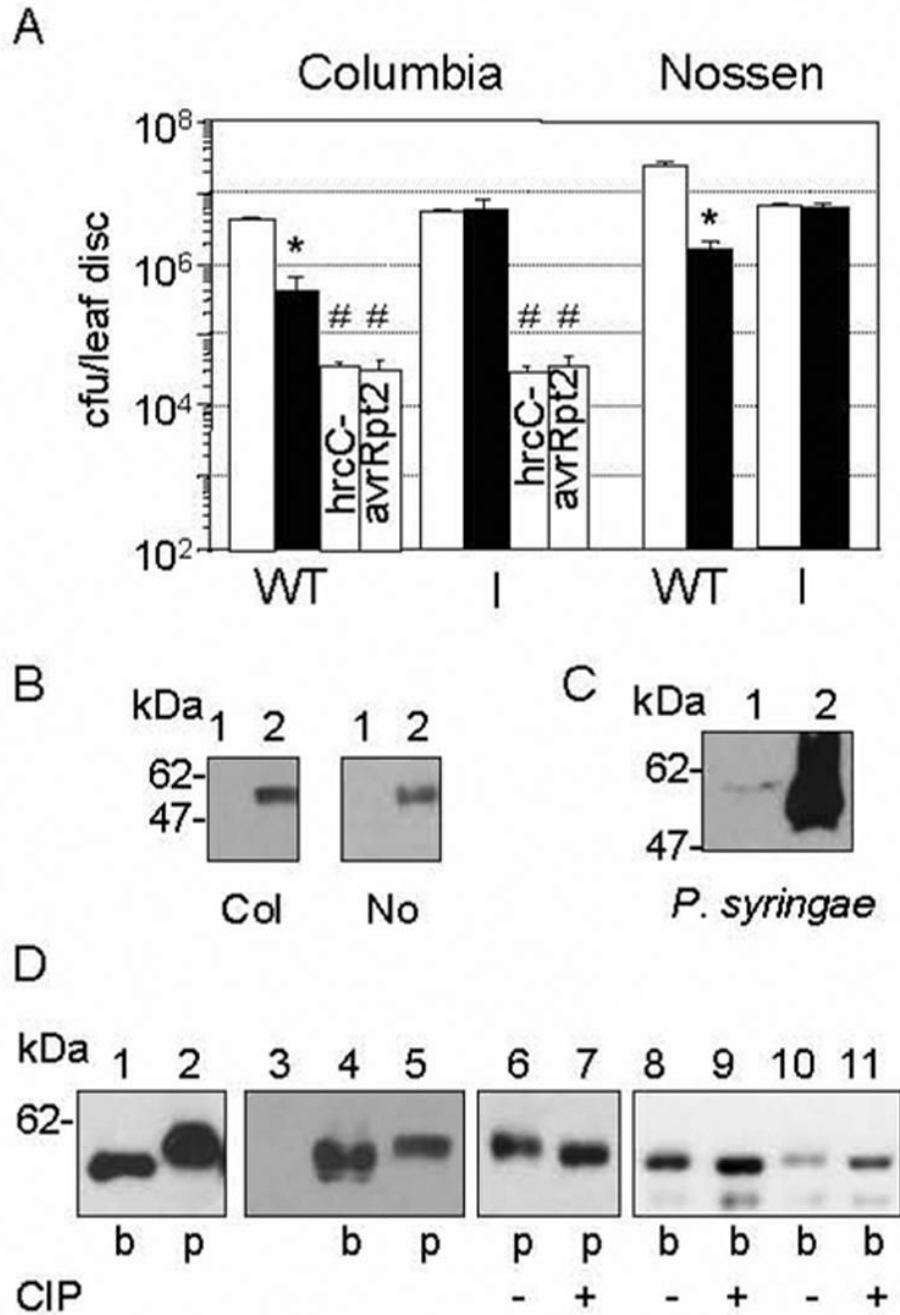 A
Columbia Nossen
10⁸
10⁶
10⁴
10²
cfu/leaf disc
* # # # # *
hrcC- avrRpt2 hrcC- avrRpt2
WT I WT I
B
kDa 1 2 1 2
62-
47-
Col No
C
kDa 1 2
62-
47-
P. syringae
D
kDa 1 2 3 4 5 6 7 8 9 10 11
62-
b p b p p p b b b b
CIP - + - + - +